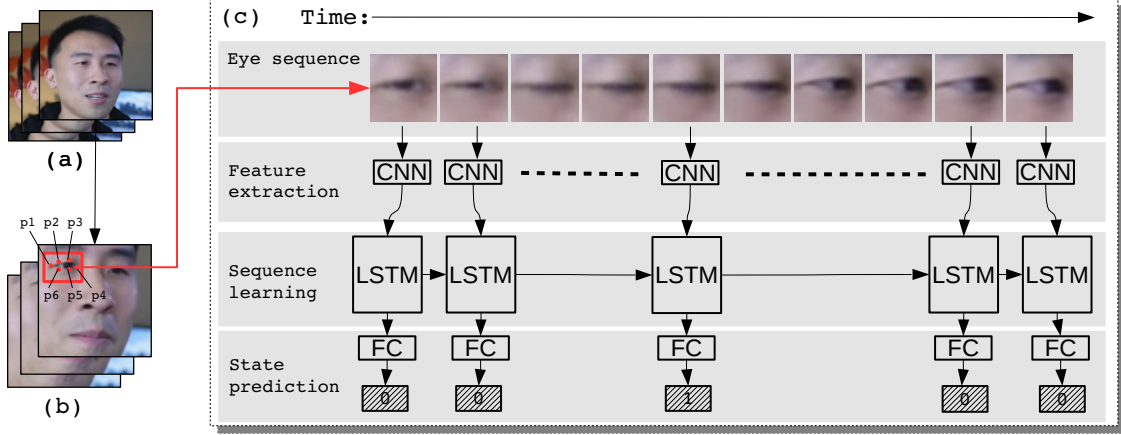 (c) Time:
Eye sequence
(a)
Feature
extraction
CNN CNN CNN CNN CNN
p1 p2 p3
p6 p5 p4
Sequence
learning
LSTM LSTM LSTM LSTM LSTM
State
prediction
FC FC FC FC FC
0 0 1 0 0
(b)